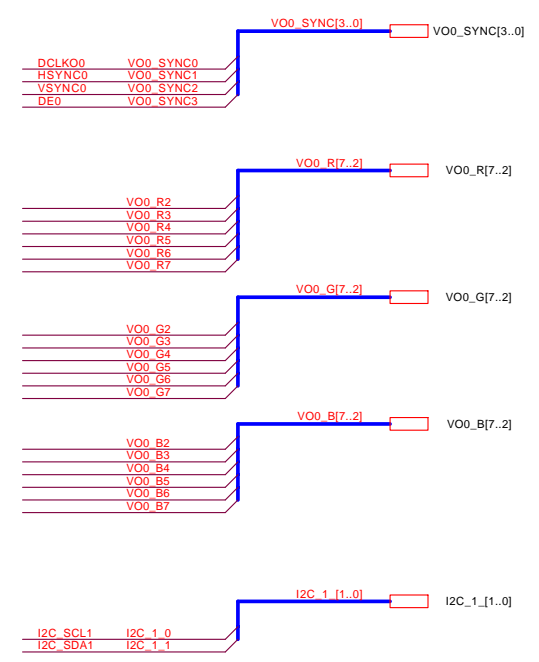 VO0_SYNC[3..0] VO0_SYNC[3..0]
DCLKO0 VO0_SYNC0
HSYNC0 VO0_SYNC1
VSYNC0 VO0_SYNC2
DE0 VO0_SYNC3
VO0_R[7..2] VO0_R[7..2]
VO0_R2
VO0_R3
VO0_R4
VO0_R5
VO0_R6
VO0_R7
VO0_G[7..2] VO0_G[7..2]
VO0_G2
VO0_G3
VO0_G4
VO0_G5
VO0_G6
VO0_G7
VO0_B[7..2] VO0_B[7..2]
VO0_B2
VO0_B3
VO0_B4
VO0_B5
VO0_B6
VO0_B7
I2C_1_[1..0] I2C_1_[1..0]
I2C_SCL1 I2C_1_0
I2C_SDA1 I2C_1_1